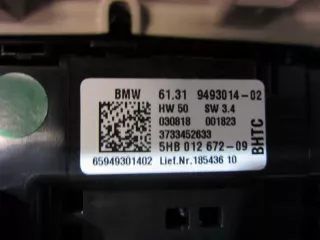 BMW 61.31 9493014-02
HW 50 SW 3.4
030818 001823
3733452633
5HB 012 672-09
65949301402 Lief.Nr.185436 10
BHTC